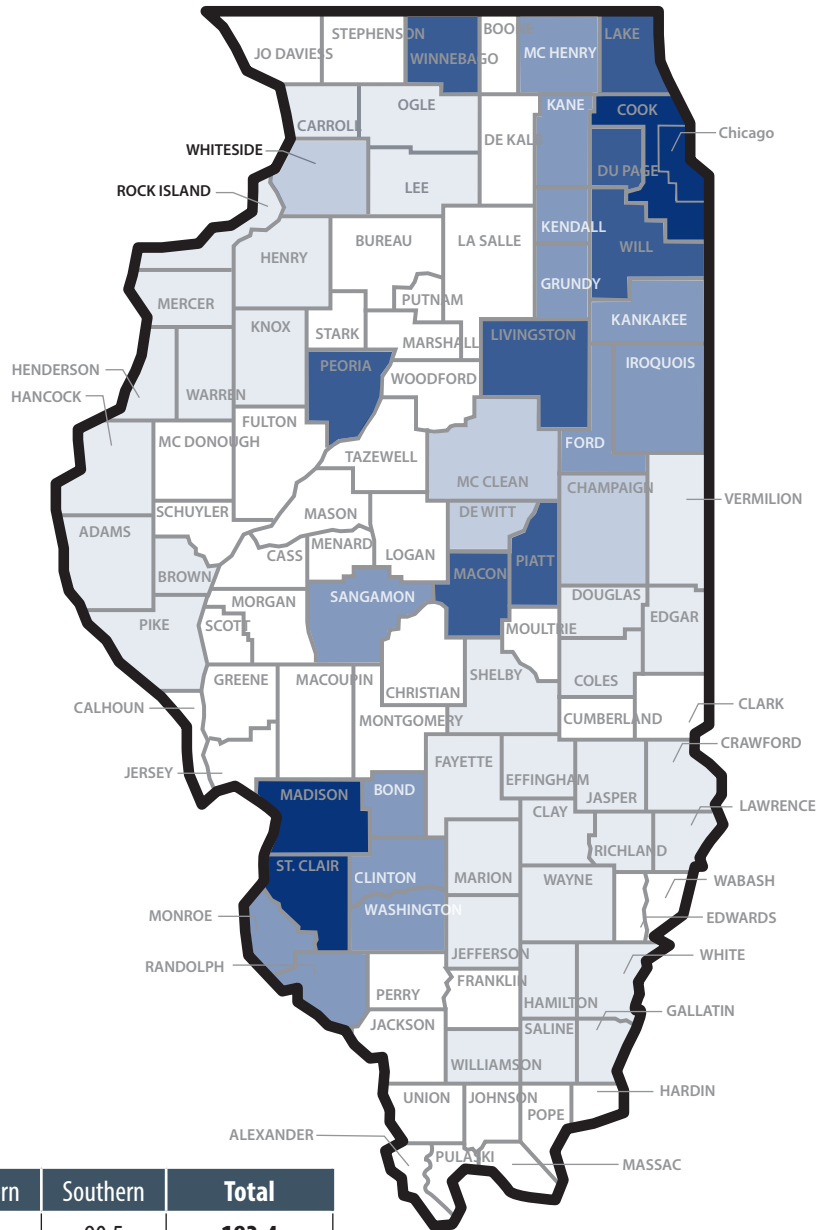 JO DAVIESS
STEPHENSON
WINNEBAGO
BOONE
MC HENRY
LAKE
CARROLL
OGLE
DE KALB
KANE
COOK
Chicago
WHITESIDE
DU PAGE
ROCK ISLAND
LEE
KENDALL
WILL
HENRY
BUREAU
LA SALLE
GRUNDY
MERCER
PUTNAM
KANKAKEE
KNOX
STARK
MARSHALL
LIVINGSTON
IROQUOIS
HENDERSON
HANCOCK
WARREN
PEORIA
WOODFORD
MC DONOUGH
FULTON
TAZEWELL
FORD
MC CLEAN
CHAMPAIGN
VERMILION
ADAMS
SCHUYLER
MASON
DE WITT
BROWN
CASS
MENARD
LOGAN
MACON
PIATT
PIKE
SCOTT
MORGAN
SANGAMON
MOULTRIE
DOUGLAS
EDGAR
CALHOUN
GREENE
MACOUPIN
CHRISTIAN
SHELBY
COLES
CLARK
MONTGOMERY
CUMBERLAND
JERSEY
FAYETTE
EFFINGHAM
JASPER
CRAWFORD
MADISON
BOND
CLAY
LAWRENCE
RICHLAND
ST. CLAIR
CLINTON
MARION
WAYNE
WABASH
MONROE
WASHINGTON
EDWARDS
RANDOLPH
JEFFERSON
WHITE
PERRY
FRANKLIN
HAMILTON
GALLATIN
JACKSON
SALINE
WILLIAMSON
UNION
JOHNSON
POPE
HARDIN
ALEXANDER
PULASKI
MASSAC
rn Southern Total